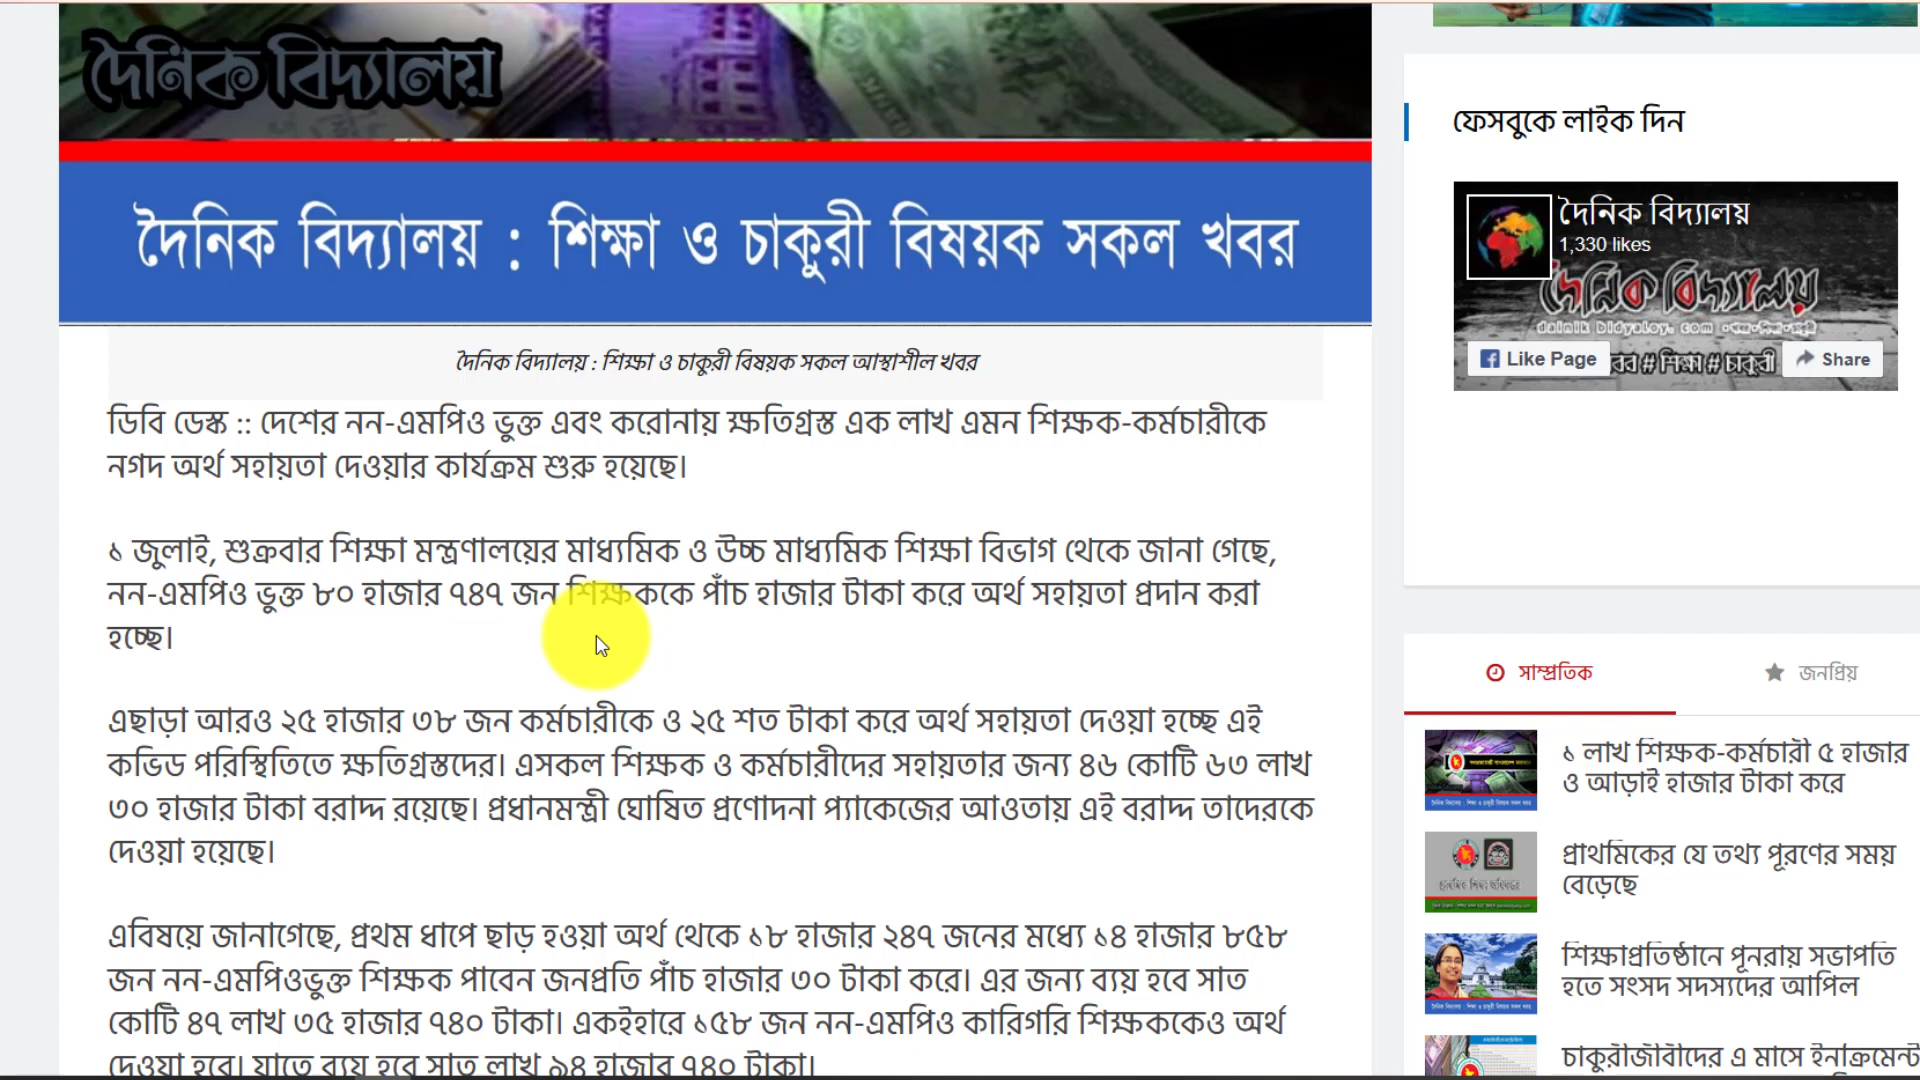 দৈনিক বিদ্যালয়
দৈনিক বিদ্যালয় : শিক্ষা ও চাকুরী বিষয়ক সকল খবর
দৈনিক বিদ্যালয় : শিক্ষা ও চাকুরী বিষয়ক সকল আস্থাশীল খবর
ডিবি ডেস্ক :: দেশের নন-এমপিও ভুক্ত এবং করোনায় ক্ষতিগ্রস্ত এক লাখ এমন শিক্ষক-কর্মচারীকে
নগদ অর্থ সহায়তা দেওয়ার কার্যক্রম শুরু হয়েছে।
১ জুলাই, শুক্রবার শিক্ষা মন্ত্রণালয়ের মাধ্যমিক ও উচ্চ মাধ্যমিক শিক্ষা বিভাগ থেকে জানা গেছে,
নন-এমপিও ভুক্ত ৮০ হাজার ৭৪৭ জন শিক্ষককে পাঁচ হাজার টাকা করে অর্থ সহায়তা প্রদান করা
হচ্ছে।
এছাড়া আরও ২৫ হাজার ৩৮ জন কর্মচারীকে ও ২৫ শত টাকা করে অর্থ সহায়তা দেওয়া হচ্ছে এই
কভিড পরিস্থিতিতে ক্ষতিগ্রস্তদের। এসকল শিক্ষক ও কর্মচারীদের সহায়তার জন্য ৪৬ কোটি ৬৩ লাখ
৩০ হাজার টাকা বরাদ্দ রয়েছে। প্রধানমন্ত্রী ঘোষিত প্রণোদনা প্যাকেজের আওতায় এই বরাদ্দ তাদেরকে
দেওয়া হয়েছে।
এবিষয়ে জানাগেছে, প্রথম ধাপে ছাড় হওয়া অর্থ থেকে ১৮ হাজার ২৪৭ জনের মধ্যে ১৪ হাজার ৮৫৮
জন নন-এমপিওভুক্ত শিক্ষক পাবেন জনপ্রতি পাঁচ হাজার ৩০ টাকা করে। এর জন্য ব্যয় হবে সাত
কোটি ৪৭ লাখ ৩৫ হাজার ৭৪০ টাকা। একইহারে ১৫৮ জন নন-এমপিও কারিগরি শিক্ষককেও অর্থ
দেওয়া হবে। যাতে ব্যয় হবে সাত লাখ ৯৪ হাজার ৭৪০ টাকা।
ফেসবুকে লাইক দিন
দৈনিক বিদ্যালয়
1,330 likes
দৈনিক বিদ্যালয়
dainik bidyaloy. com
Like Page
# শিক্ষা # চাকুরী
Share
সাম্প্রতিক
জনপ্রিয়
১ লাখ শিক্ষক-কর্মচারী ৫ হাজার
ও আড়াই হাজার টাকা করে
প্রাথমিকের যে তথ্য পূরণের সময়
বেড়েছে
শিক্ষাপ্রতিষ্ঠানে পূনরায় সভাপতি
হতে সংসদ সদস্যদের আপিল
চাকুরীজীবীদের এ মাসে ইনক্রিমেন্ট